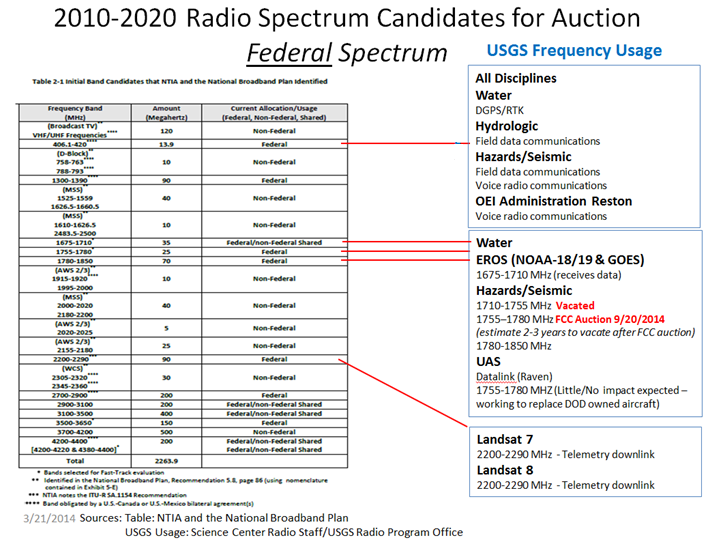 2010-2020 Radio Spectrum Candidates for Auction
Federal Spectrum
USGS Frequency Usage
Table 2-1 Initial Band Candidates that NTIA and the National Broadband Plan Identified
Frequency Band (MHz) Amount (Megahertz) Current Allocation/Usage (Federal, Non-Federal, Shared)
(Broadcast TV)** VHF/UHF Frequencies**** 120 Non-Federal
406.1-420**** 13.9 Federal
(D-Block)** 758-763**** 788-793**** 10 Non-Federal
1300-1390**** 90 Federal
(MSS)** 1525-1559 1626.5-1660.5 40 Non-Federal
(MSS)** 1610-1626.5 2483.5-2500 10 Non-Federal
1675-1710* 35 Federal/non-Federal Shared
1755-1780* 25 Federal
1780-1850 70 Federal
(AWS 2/3)** 1915-1920**** 1995-2000 10 Non-Federal
(MSS)** 2000-2020 2180-2200 40 Non-Federal
(AWS 2/3)** 2020-2025 5 Non-Federal
(AWS 2/3)** 2155-2180 25 Non-Federal
2200-2290*** 90 Federal
(WCS)** 2305-2320**** 2345-2360**** 30 Non-Federal
2700-2900*** 200 Federal
2900-3100 200 Federal/non-Federal Shared
3100-3500 400 Federal/non-Federal Shared
3500-3650* 150 Federal
3700-4200 500 Non-Federal
4200-4400**** [4200-4220 & 4380-4400]* 200 Federal/non-Federal Shared Federal/non-Federal Shared
Total 2263.9
* Bands selected for Fast-Track evaluation
** Identified in the National Broadband Plan, Recommendation 5.8, page 86 (using nomenclature
contained in Exhibit 5-E)
*** NTIA notes the ITU-R SA.1154 Recommendation
**** Band obligated by a U.S.-Canada or U.S.-Mexico bilateral agreement(s)
All Disciplines
Water
DGPS/RTK
Hydrologic
Field data communications
Hazards/Seismic
Field data communications
Voice radio communications
OEI Administration Reston
Voice radio communications
Water
EROS (NOAA-18/19 & GOES)
1675-1710 MHz (receives data)
Hazards/Seismic
1710-1755 MHz Vacated
1755–1780 MHz FCC Auction 9/20/2014
(estimate 2-3 years to vacate after FCC auction)
1780-1850 MHz
UAS
Datalink (Raven)
1755-1780 MHZ (Little/No impact expected –
working to replace DOD owned aircraft)
Landsat 7
2200-2290 MHz - Telemetry downlink
Landsat 8
2200-2290 MHz - Telemetry downlink
3/21/2014 Sources: Table: NTIA and the National Broadband Plan
USGS Usage: Science Center Radio Staff/USGS Radio Program Office